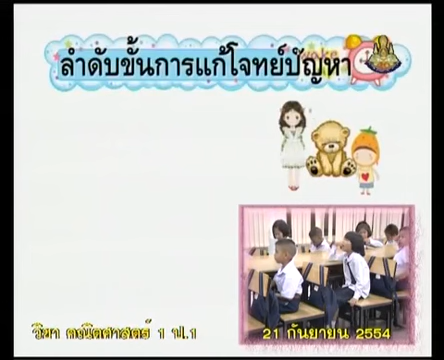 ลำดับขั้นการแก้โจทย์ปัญหา
วิชา คณิตศาสตร์ 1 ป.1
21 กันยายน 2554